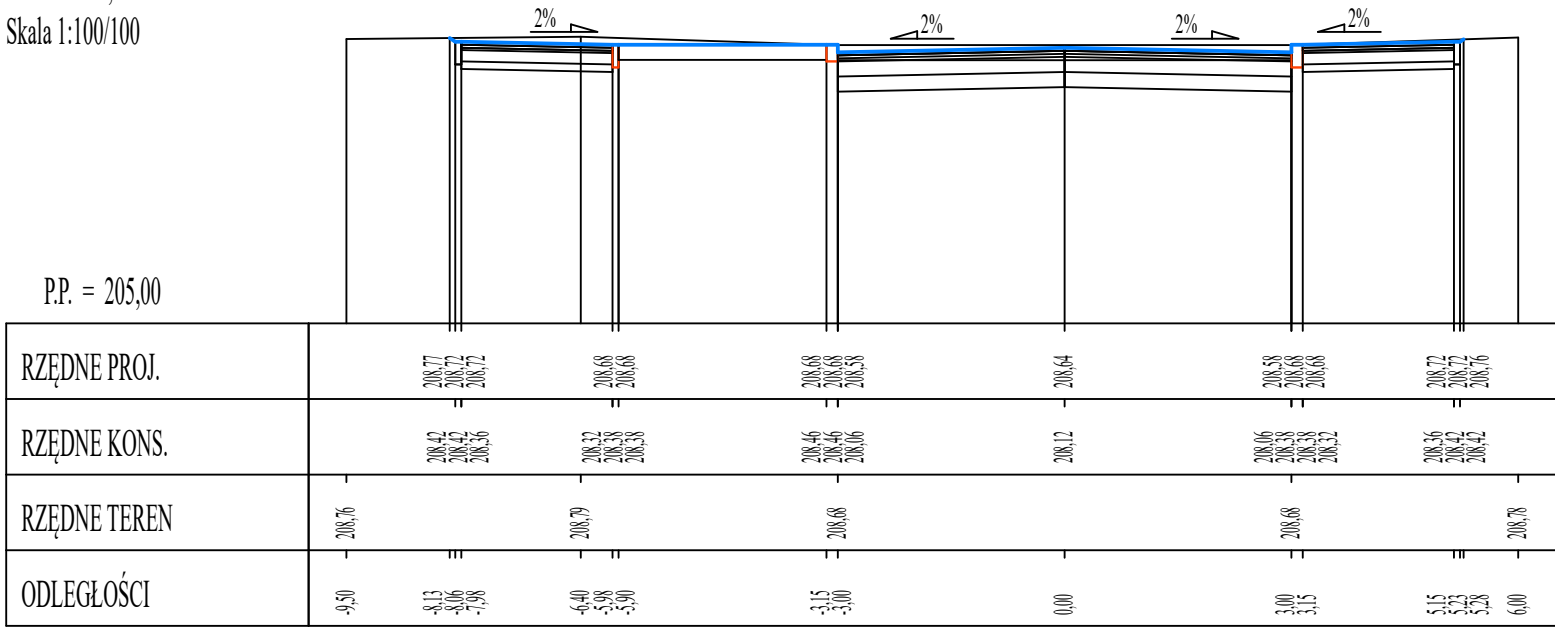 Skala 1:100/100
2% 2% 2% 2%
P.P. = 205,00
RZĘDNE PROJ. 208,77 208,72 208,72 208,68 208,68 208,68 208,68 208,58 208,64 208,58 208,68 208,68 208,72 208,72 208,76
RZĘDNE KONS. 208,42 208,42 208,36 208,32 208,38 208,38 208,46 208,46 208,06 208,12 208,06 208,38 208,38 208,32 208,36 208,42 208,42
RZĘDNE TEREN 208,76 208,79 208,68 208,68 208,78
ODLEGŁOŚCI -9,50 -8,13 -8,06 -7,98 -6,40 -5,98 -5,90 -3,15 -3,00 0,00 3,00 3,15 5,15 5,23 5,28 6,00